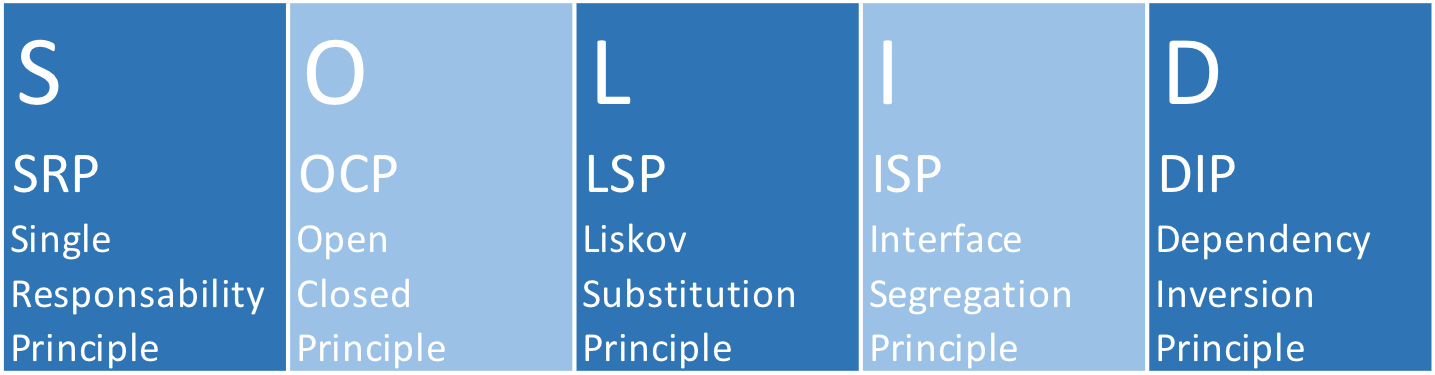 S
SRP
Single
Responsability
Principle
O
OCP
Open
Closed
Principle
L
LSP
Liskov
Substitution
Principle
I
ISP
Interface
Segregation
Principle
D
DIP
Dependency
Inversion
Principle